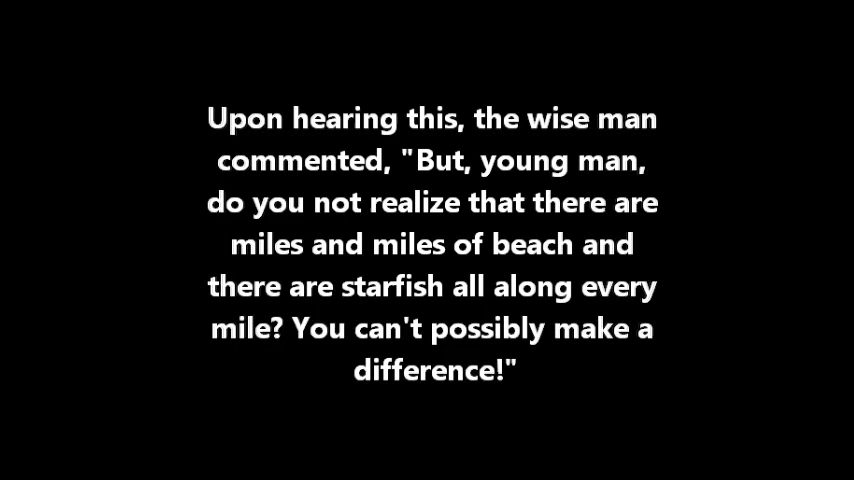 Upon hearing this, the wise man
commented, "But, young man,
do you not realize that there are
miles and miles of beach and
there are starfish all along every
mile? You can't possibly make a
difference!"